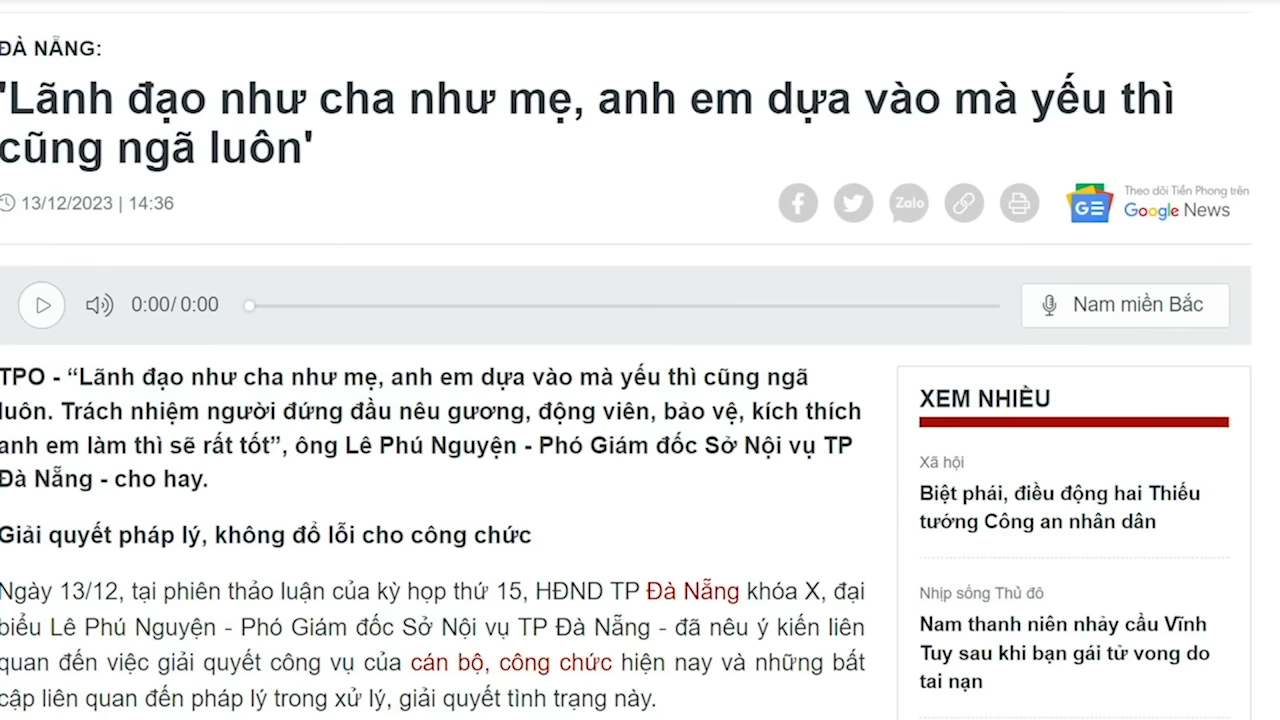 ĐÀ NẴNG:
'Lãnh đạo như cha như mẹ, anh em dựa vào mà yếu thì
cũng ngã luôn'
13/12/2023 | 14:36
Zalo
Theo dõi Tiền Phong trên
GE Google News
0:00/ 0:00
Nam miền Bắc
TPO - “Lãnh đạo như cha như mẹ, anh em dựa vào mà yếu thì cũng ngã
luôn. Trách nhiệm người đứng đầu nêu gương, động viên, bảo vệ, kích thích
anh em làm thì sẽ rất tốt”, ông Lê Phú Nguyện - Phó Giám đốc Sở Nội vụ TP
Đà Nẵng - cho hay.
Giải quyết pháp lý, không đổ lỗi cho công chức
Ngày 13/12, tại phiên thảo luận của kỳ họp thứ 15, HĐND TP Đà Nẵng khóa X, đại
biểu Lê Phú Nguyện - Phó Giám đốc Sở Nội vụ TP Đà Nẵng - đã nêu ý kiến liên
quan đến việc giải quyết công vụ của cán bộ, công chức hiện nay và những bất
cập liên quan đến pháp lý trong xử lý, giải quyết tình trạng này.
XEM NHIỀU
Xã hội
Biệt phái, điều động hai Thiếu
tướng Công an nhân dân
Nhịp sống Thủ đô
Nam thanh niên nhảy cầu Vĩnh
Tuy sau khi bạn gái tử vong do
tai nạn